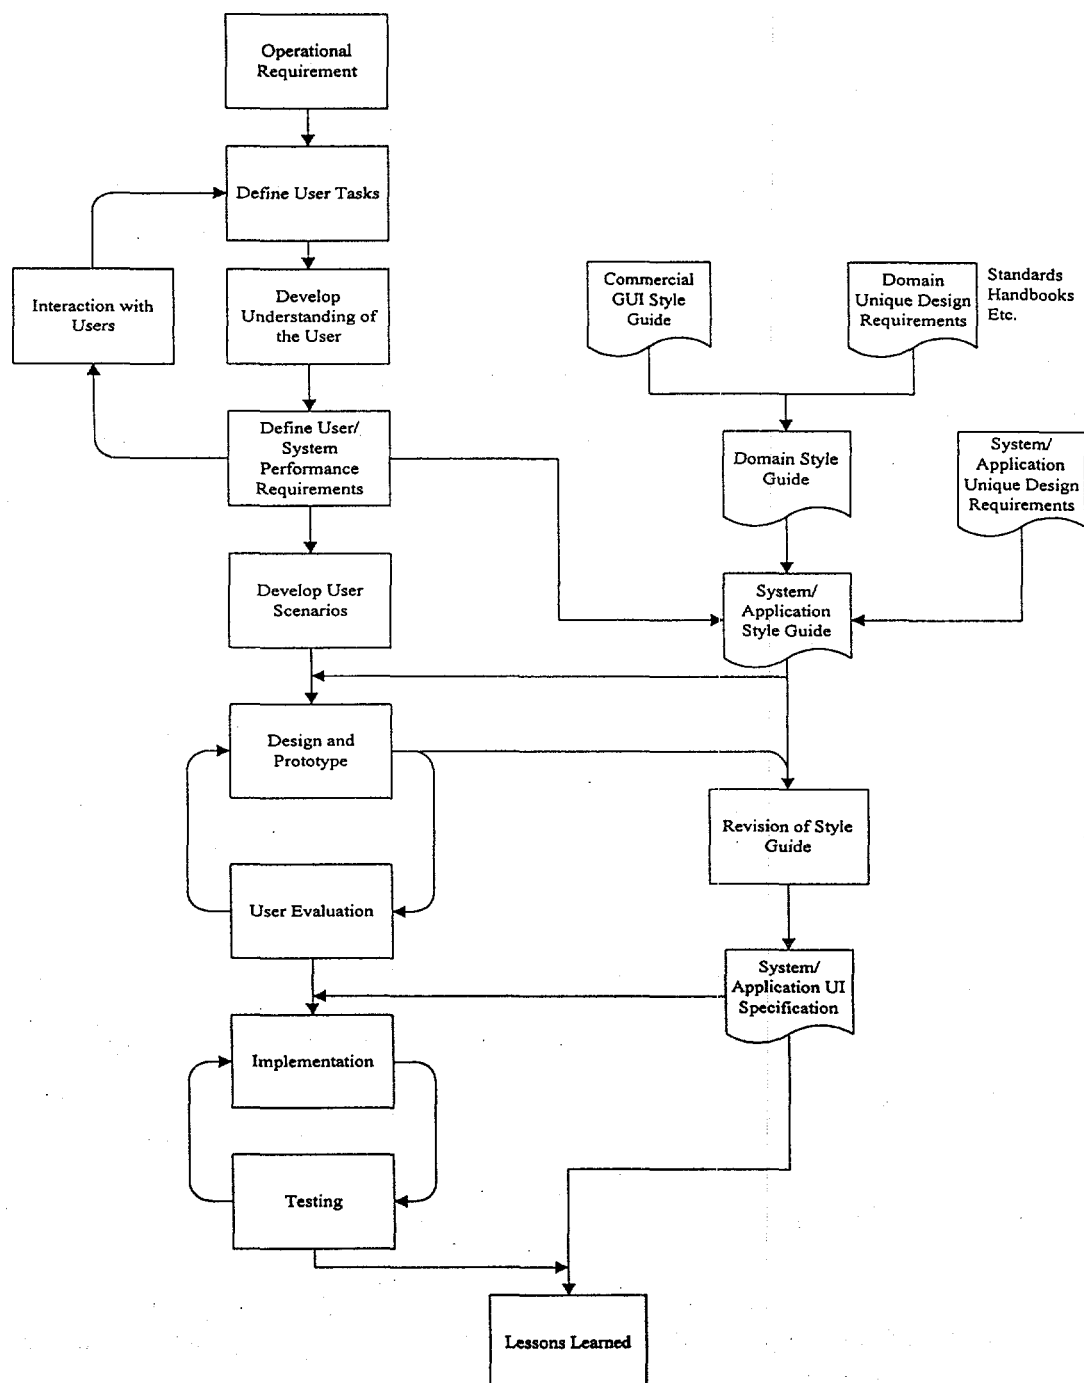 Operational
Requirement
Define User Tasks
Interaction with
Users
Develop
Understanding of
the User
Commercial
GUI Style
Guide
Domain
Unique Design
Requirements
Standards
Handbooks
Etc.
Define User/
System
Performance
Requirements
Domain Style
Guide
System/
Application
Unique Design
Requirements
Develop User
Scenarios
System/
Application
Style Guide
Design and
Prototype
Revision of Style
Guide
User Evaluation
System/
Application UI
Specification
Implementation
Testing
Lessons Learned